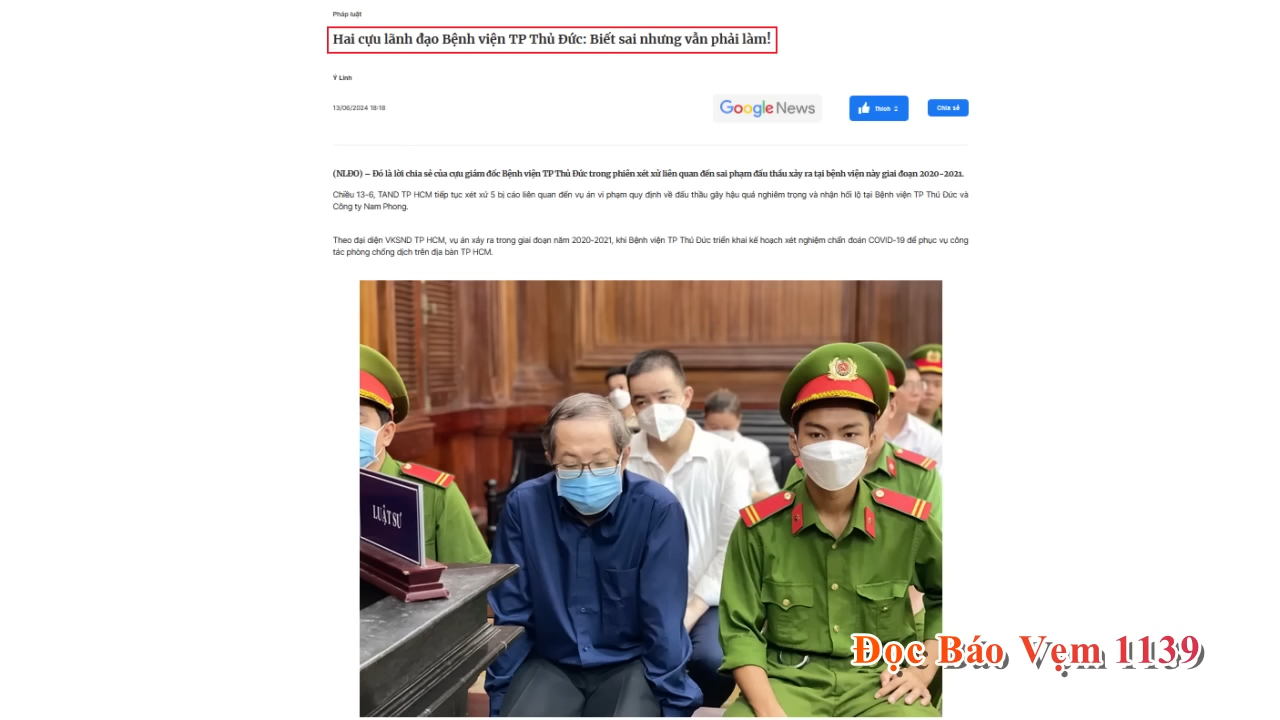 Pháp luật
Hai cựu lãnh đạo Bệnh viện TP Thủ Đức: Biết sai nhưng vẫn phải làm!
Ý Linh
13/06/2024 18:18
Google News
Thích 2
Chia sẻ
(NLĐO) – Đó là lời chia sẻ của cựu giám đốc Bệnh viện TP Thủ Đức trong phiên xét xử liên quan đến sai phạm đấu thầu xảy ra tại bệnh viện này giai đoạn 2020-2021.
Chiều 13-6, TAND TP HCM tiếp tục xét xử 5 bị cáo liên quan đến vụ án vi phạm quy định về đấu thầu gây hậu quả nghiêm trọng và nhận hối lộ tại Bệnh viện TP Thủ Đức và
Công ty Nam Phong.
Theo đại diện VKSND TP HCM, vụ án xảy ra trong giai đoạn năm 2020-2021, khi Bệnh viện TP Thủ Đức triển khai kế hoạch xét nghiệm chẩn đoán COVID-19 để phục vụ công
tác phòng chống dịch trên địa bàn TP HCM.
LUẬT SƯ
Đọc Báo Vẹm 1139